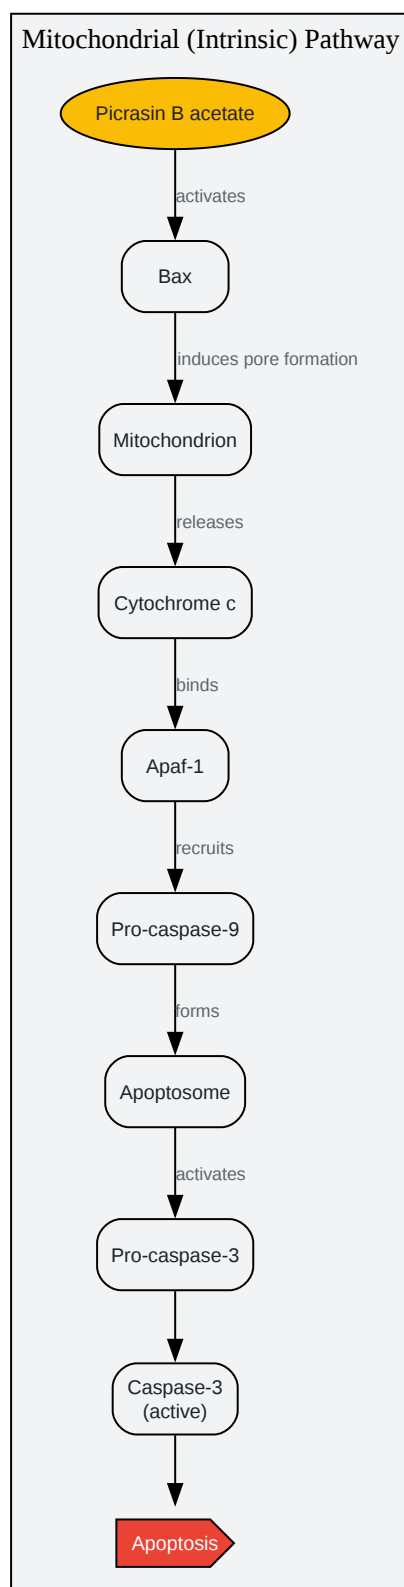 Mitochondrial (Intrinsic) Pathway
Picrasin B acetate
activates
Bax
induces pore formation
Mitochondrion
releases
Cytochrome c
binds
Apaf-1
recruits
Pro-caspase-9
forms
Apoptosome
activates
Pro-caspase-3
Caspase-3
(active)
Apoptosis